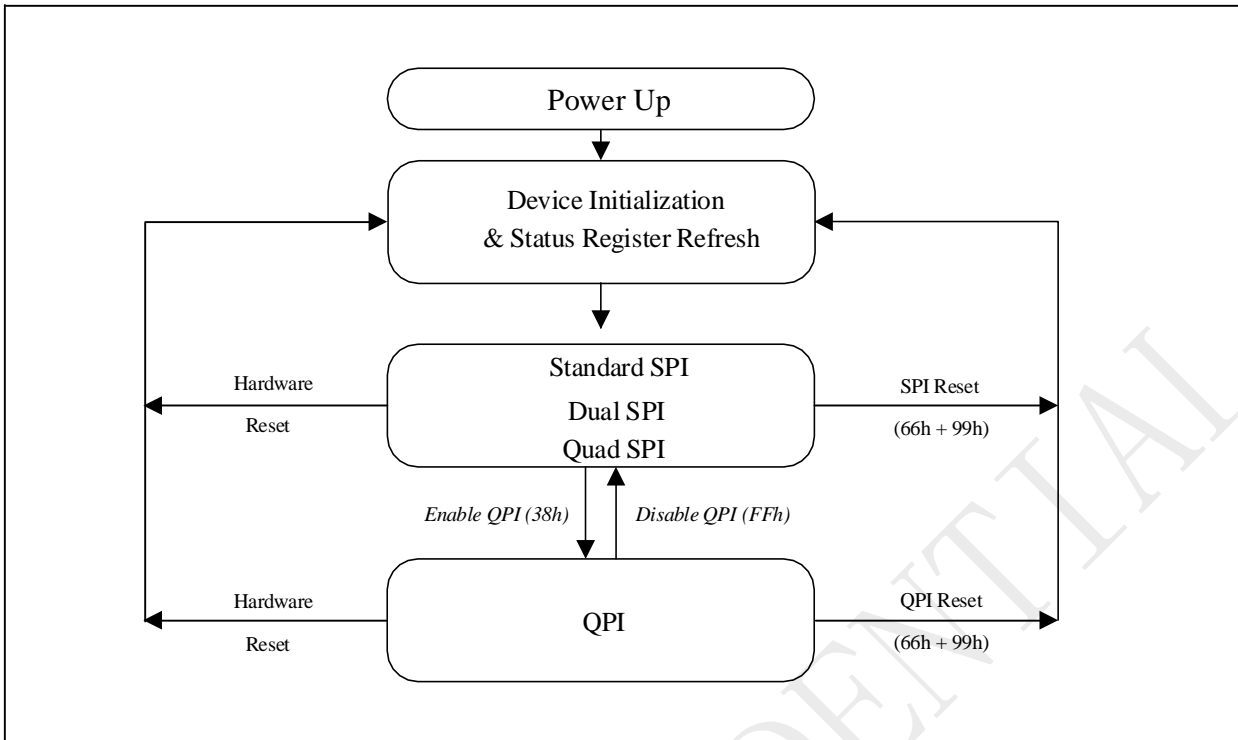 Power Up
Device Initialization
& Status Register Refresh
Standard SPI
Dual SPI
Quad SPI
Hardware
Reset
SPI Reset
(66h + 99h)
Enable QPI (38h)
Disable QPI (FFh)
QPI
Hardware
Reset
QPI Reset
(66h + 99h)